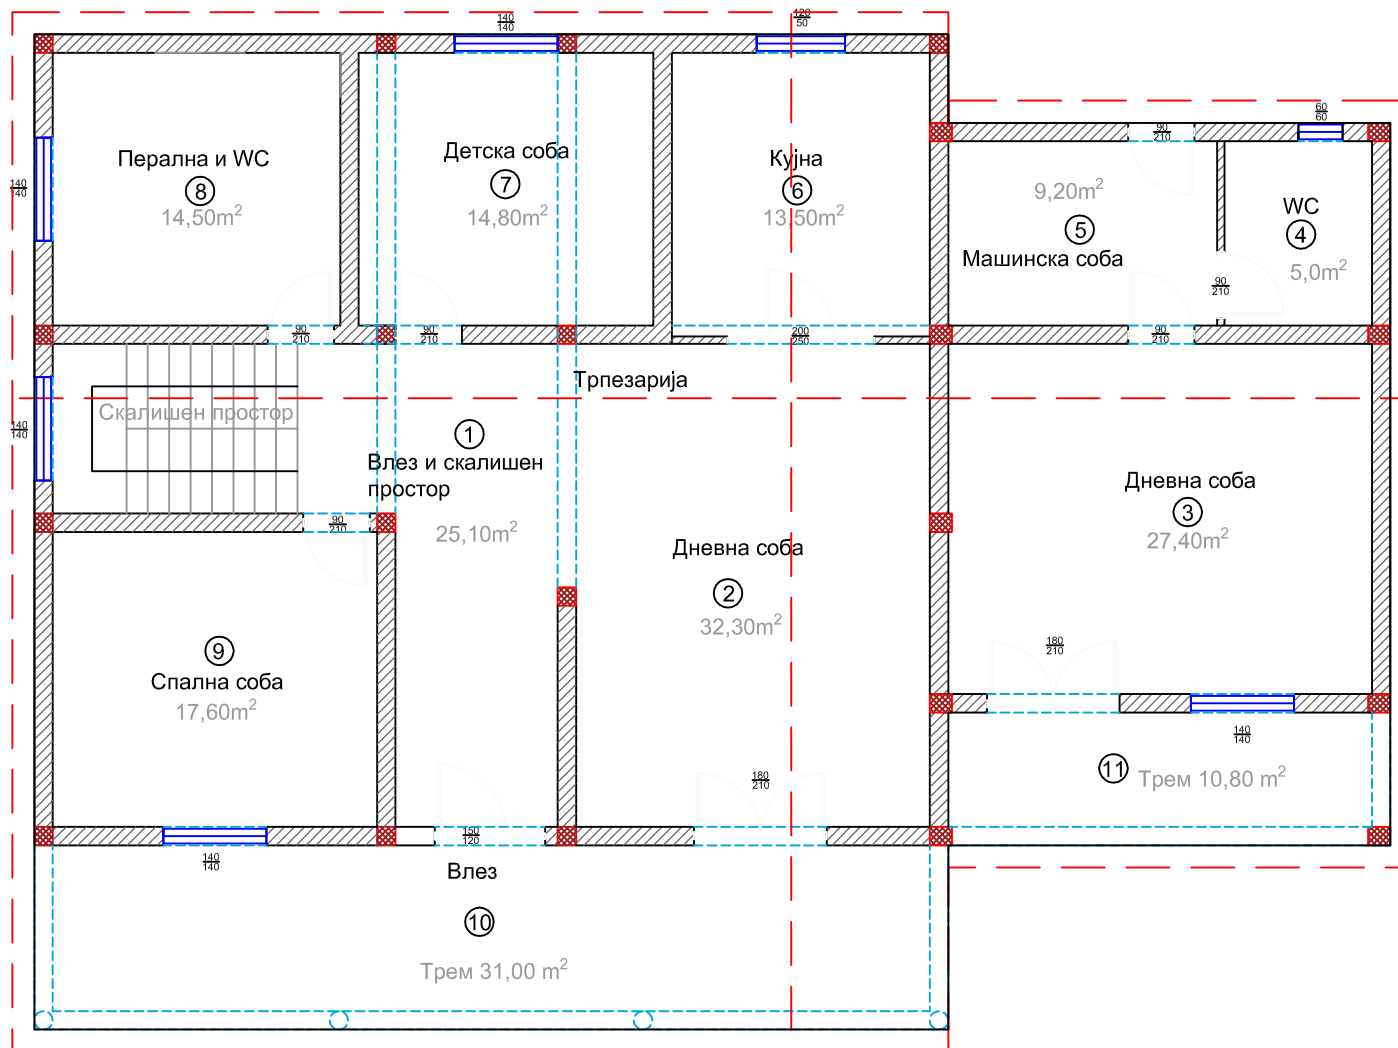 140
140
120
50
60
60
90
210
Перална и WC
8
14,50m²
Детска соба
7
14,80m²
Кујна
6
13,50m²
9,20m²
5
Машинска соба
WC
4
5,0m²
140
140
90
210
90
210
90
210
200
250
90
210
Трпезарија
Скалишен простор
140
140
1
Влез и скалишен
простор
25,10m²
90
210
Дневна соба
2
32,30m²
Дневна соба
3
27,40m²
9
Спална соба
17,60m²
180
210
140
140
11
Трем 10,80 m²
180
210
150
120
140
140
Влез
10
Трем 31,00 m²